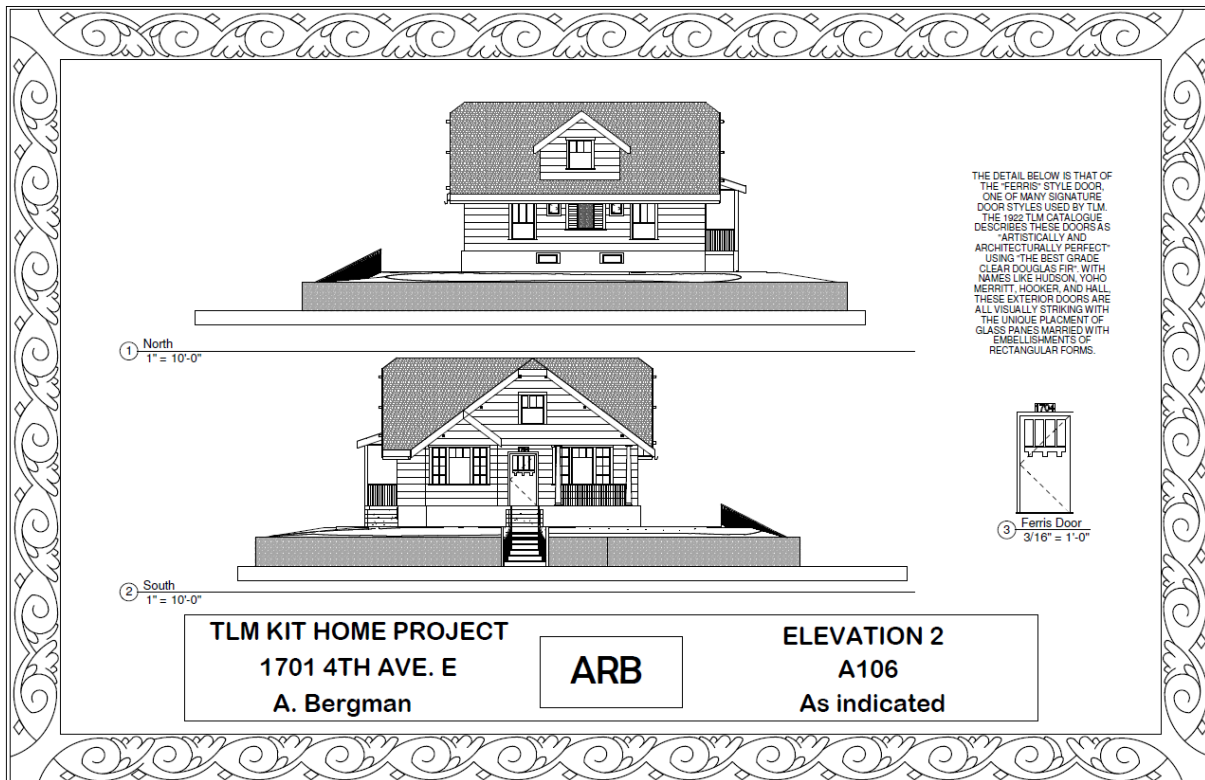 THE DETAIL BELOW IS THAT OF
THE "FERRIS" STYLE DOOR,
ONE OF MANY SIGNATURE
DOOR STYLES USED BY TLM.
THE 1922 TLM CATALOGUE
DESCRIBES THESE DOORS AS
"ARTISTICALLY AND
ARCHITECTURALLY PERFECT"
USING "THE BEST GRADE
CLEAR DOUGLAS FIR". WITH
NAMES LIKE HUDSON, YOHO
MERRITT, HOOKER, AND HALL,
THESE EXTERIOR DOORS ARE
ALL VISUALLY STRIKING WITH
THE UNIQUE PLACMENT OF
GLASS PANES MARRIED WITH
EMBELLISHMENTS OF
RECTANGULAR FORMS.
1 North
1" = 10'-0"
2 South
1" = 10'-0"
3 Ferris Door
3/16" = 1'-0"
TLM KIT HOME PROJECT
1701 4TH AVE. E
A. Bergman
ARB
ELEVATION 2
A106
As indicated